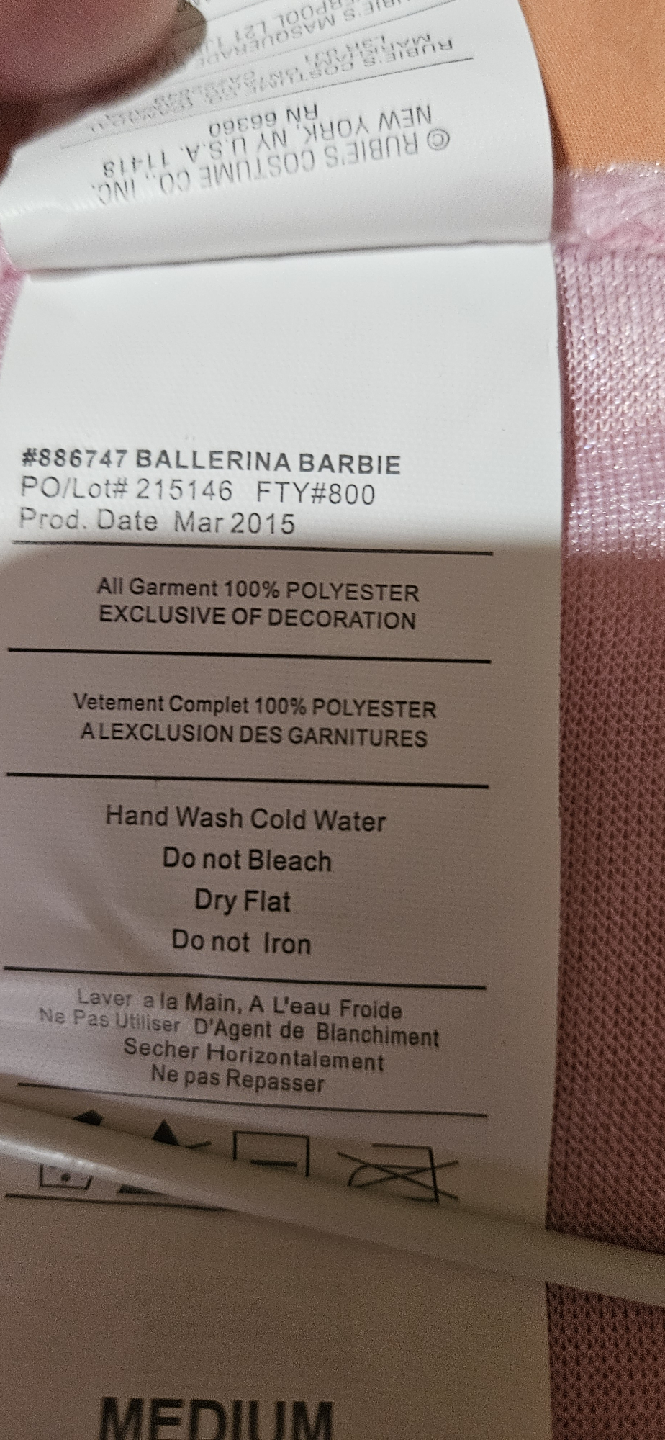 © RUBIE'S COSTUME CO., INC.
NEW YORK, NY U.S.A. 11418
RN 66360
#886747 BALLERINA BARBIE
PO/Lot# 215146 FTY#800
Prod. Date Mar 2015
All Garment 100% POLYESTER
EXCLUSIVE OF DECORATION
Vetement Complet 100% POLYESTER
A LEXCLUSION DES GARNITURES
Hand Wash Cold Water
Do not Bleach
Dry Flat
Do not Iron
Laver a la Main, A L'eau Froide
Ne Pas Utiliser D'Agent de Blanchiment
Secher Horizontalement
Ne pas Repasser
MEDIUM